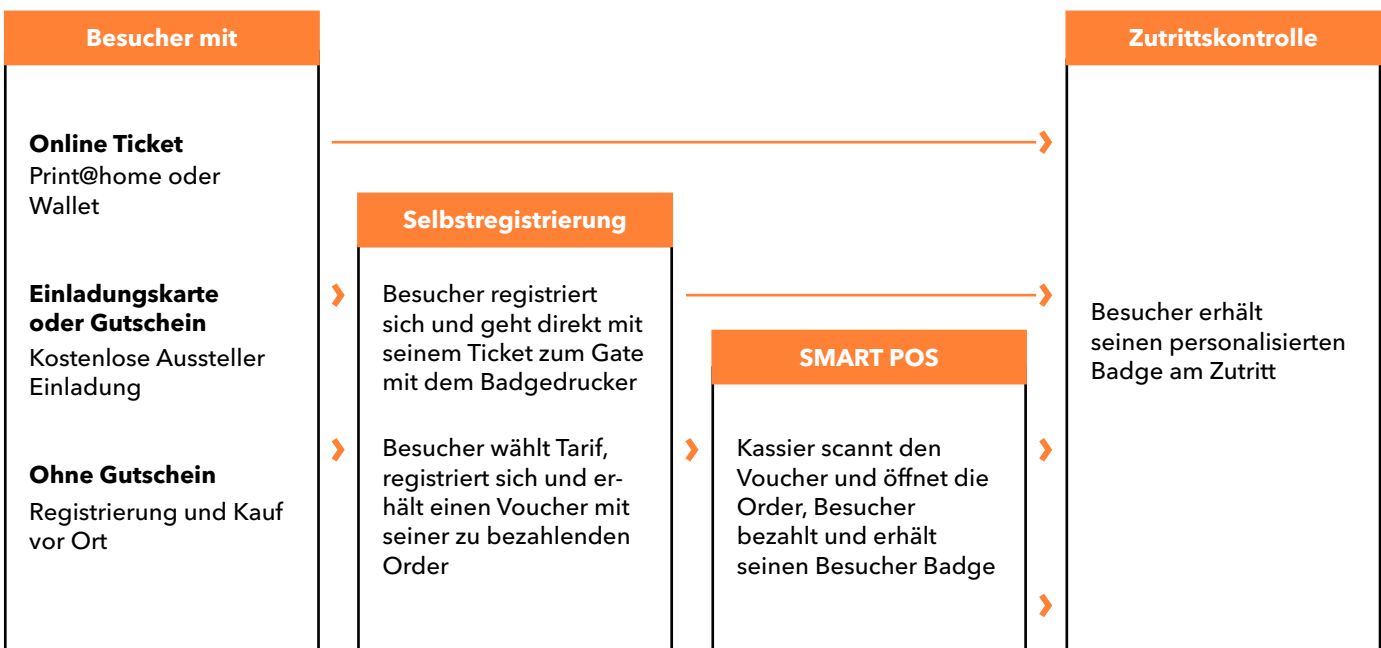 Besucher mit
Online Ticket
Print@home oder
Wallet
Einladungskarte
oder Gutschein
Kostenlose Aussteller
Einladung
Ohne Gutschein
Registrierung und Kauf
vor Ort
Selbstregistrierung
Besucher registriert
sich und geht direkt mit
seinem Ticket zum Gate
mit dem Badgedrucker
Besucher wählt Tarif,
registriert sich und er-
hält einen Voucher mit
seiner zu bezahlenden
Order
SMART POS
Kassier scannt den
Voucher und öffnet die
Order, Besucher
bezahlt und erhält
seinen Besucher Badge
Zutrittskontrolle
Besucher erhält
seinen personalisierten
Badge am Zutritt